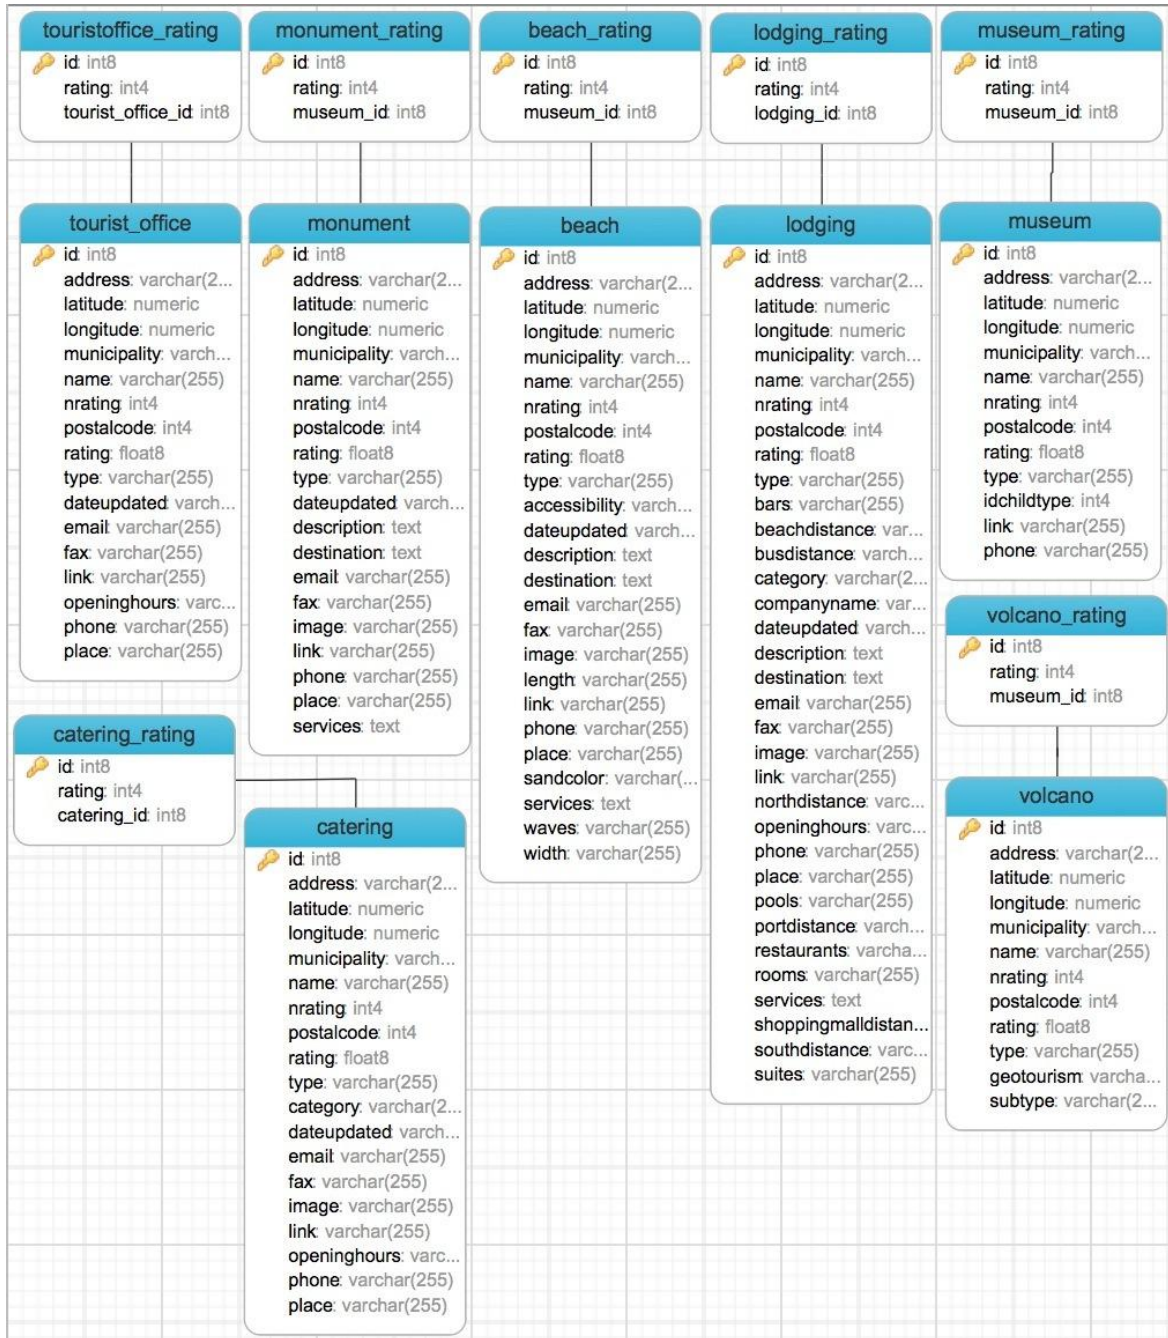 touristoffice_rating
id: int8
rating: int4
tourist_office_id: int8
monument_rating
id: int8
rating: int4
museum_id: int8
beach_rating
id: int8
rating: int4
museum_id: int8
lodging_rating
id: int8
rating: int4
lodging_id: int8
museum_rating
id: int8
rating: int4
museum_id: int8
tourist_office
id: int8
address: varchar(2...
latitude: numeric
longitude: numeric
municipality: varch...
name: varchar(255)
nrating: int4
postalcode: int4
rating: float8
type: varchar(255)
dateupdated: varch...
email: varchar(255)
fax: varchar(255)
link: varchar(255)
openinghours: varc...
phone: varchar(255)
place: varchar(255)
monument
id: int8
address: varchar(2...
latitude: numeric
longitude: numeric
municipality: varch...
name: varchar(255)
nrating: int4
postalcode: int4
rating: float8
type: varchar(255)
dateupdated: varch...
description: text
destination: text
email: varchar(255)
fax: varchar(255)
image: varchar(255)
link: varchar(255)
phone: varchar(255)
place: varchar(255)
services: text
beach
id: int8
address: varchar(2...
latitude: numeric
longitude: numeric
municipality: varch...
name: varchar(255)
nrating: int4
postalcode: int4
rating: float8
type: varchar(255)
accessibility: varch...
dateupdated: varch...
description: text
destination: text
email: varchar(255)
fax: varchar(255)
image: varchar(255)
length: varchar(255)
link: varchar(255)
phone: varchar(255)
place: varchar(255)
sandcolor: varchar(...
services: text
waves: varchar(255)
width: varchar(255)
lodging
id: int8
address: varchar(2...
latitude: numeric
longitude: numeric
municipality: varch...
name: varchar(255)
nrating: int4
postalcode: int4
rating: float8
type: varchar(255)
bars: varchar(255)
beachdistance: var...
busdistance: varch...
category: varchar(2...
companyname: var...
dateupdated: varch...
description: text
destination: text
email: varchar(255)
fax: varchar(255)
image: varchar(255)
link: varchar(255)
northdistance: varc...
openinghours: varc...
phone: varchar(255)
place: varchar(255)
pools: varchar(255)
portdistance: varch...
restaurants: varcha...
rooms: varchar(255)
services: text
shoppingmalldistan...
southdistance: varc...
suites: varchar(255)
museum
id: int8
address: varchar(2...
latitude: numeric
longitude: numeric
municipality: varch...
name: varchar(255)
nrating: int4
postalcode: int4
rating: float8
type: varchar(255)
idchildtype: int4
link: varchar(255)
phone: varchar(255)
volcano_rating
id: int8
rating: int4
museum_id: int8
catering_rating
id: int8
rating: int4
catering_id: int8
catering
id: int8
address: varchar(2...
latitude: numeric
longitude: numeric
municipality: varch...
name: varchar(255)
nrating: int4
postalcode: int4
rating: float8
type: varchar(255)
category: varchar(2...
dateupdated: varch...
email: varchar(255)
fax: varchar(255)
image: varchar(255)
link: varchar(255)
openinghours: varc...
phone: varchar(255)
place: varchar(255)
volcano
id: int8
address: varchar(2...
latitude: numeric
longitude: numeric
municipality: varch...
name: varchar(255)
nrating: int4
postalcode: int4
rating: float8
type: varchar(255)
geotourism: varcha...
subtype: varchar(2...